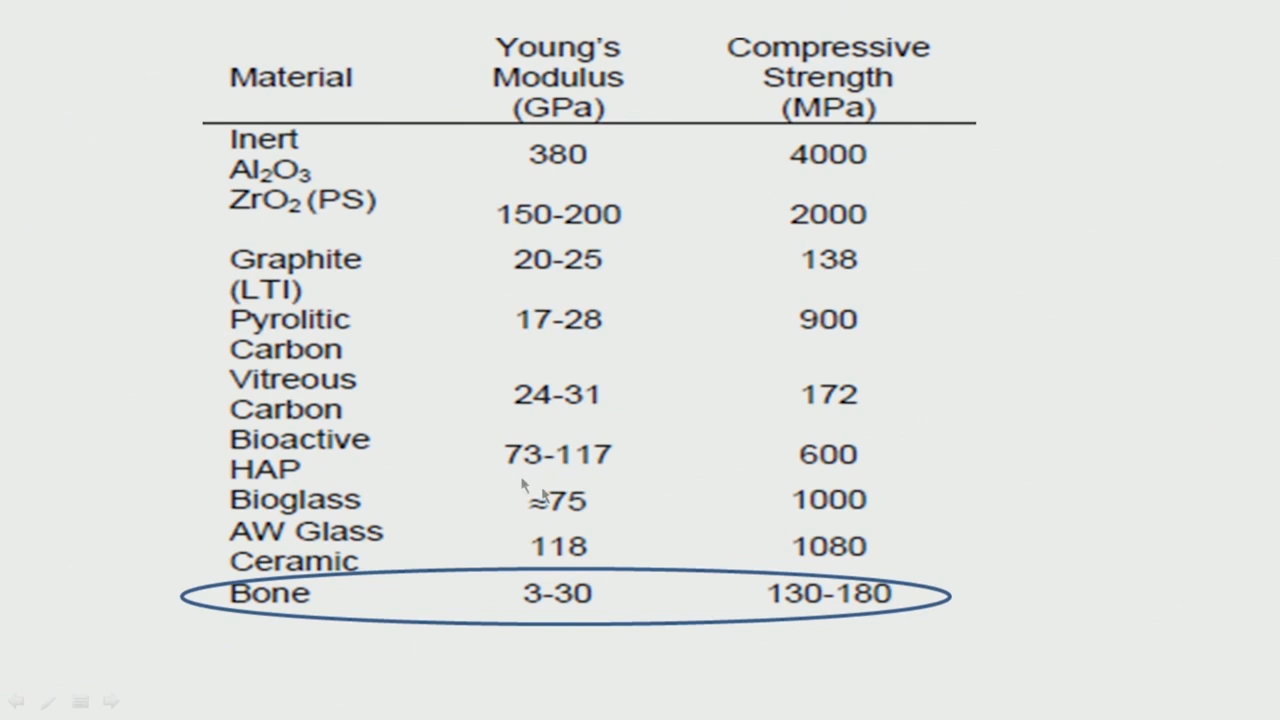 Material
Young's
Modulus
(GPa)
Compressive
Strength
(MPa)
Inert
Al₂O₃
380
4000
ZrO₂ (PS)
150-200
2000
Graphite
(LTI)
20-25
138
Pyrolitic
Carbon
17-28
900
Vitreous
Carbon
24-31
172
Bioactive
HAP
73-117
600
Bioglass
≈75
1000
AW Glass
Ceramic
118
1080
Bone
3-30
130-180